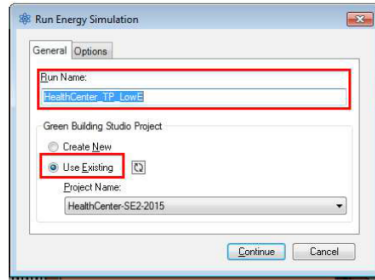 Run Energy Simulation
General Options
Run Name:
HealthCenter_TP_LowE
Green Building Studio Project
Create New
Use Existing
Project Name:
HealthCenter-SE2-2015
Continue Cancel